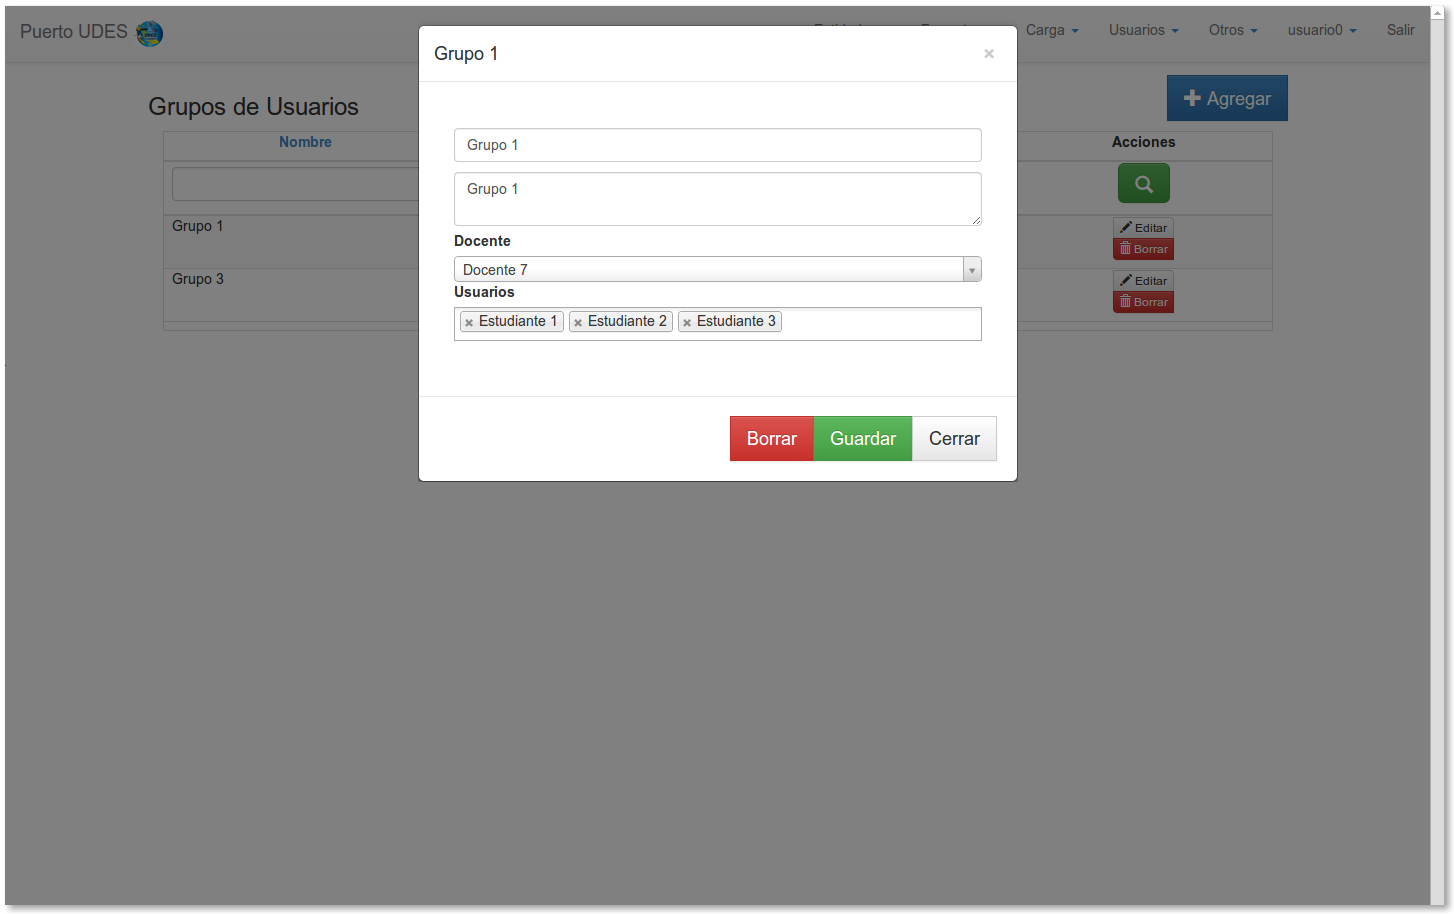 Puerto UDES
Carga
Usuarios
Otros
usuario0
Salir
Grupo 1
×
Grupos de Usuarios
Agregar
Nombre
Acciones
Grupo 1
Editar
Borrar
Grupo 3
Editar
Borrar
Grupo 1
Grupo 1
Docente
Docente 7
Usuarios
× Estudiante 1 × Estudiante 2 × Estudiante 3
Borrar Guardar Cerrar